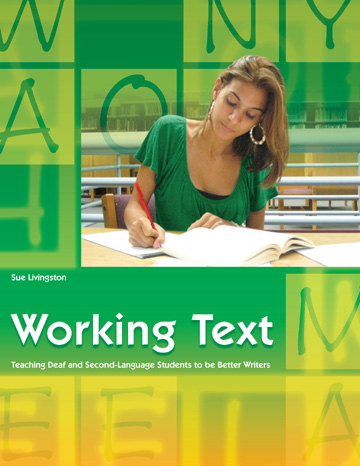 W N Y
A O
Sue Livingston
Working Text
M
Teaching Deaf and Second-Language Students to be Better Writers
E E I A